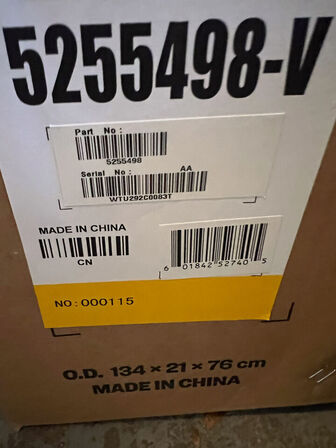 5255498-V
Part No :
5255498
Serial No : AA
WTU292C0083T
MADE IN CHINA
CN
6 01842 52740 5
NO: 000115
O.D. 134 × 21 × 76 cm
MADE IN CHINA